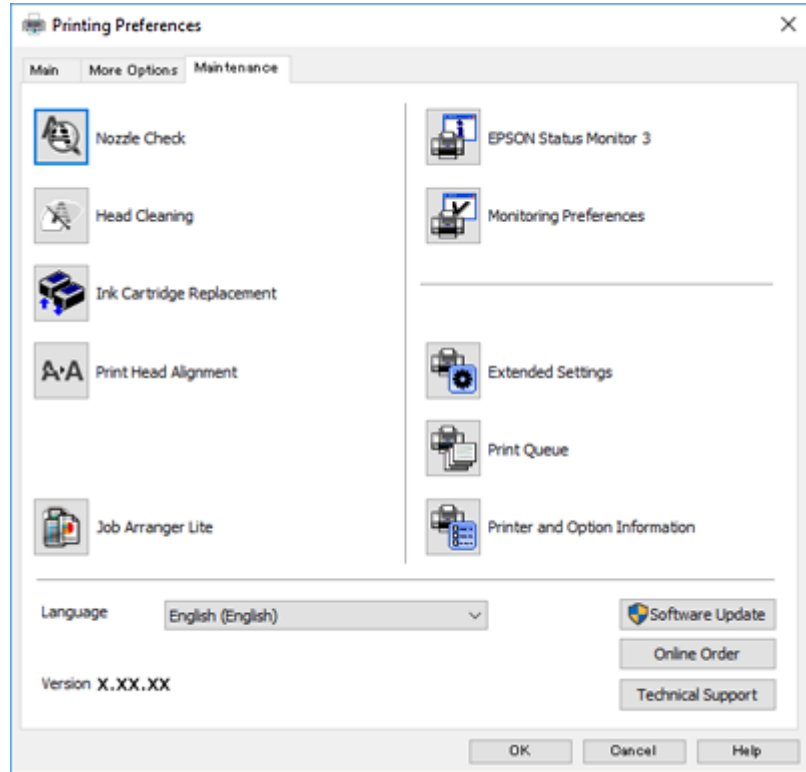 Printing Preferences
Main More Options Maintenance
Nozzle Check
Head Cleaning
Ink Cartridge Replacement
A·A Print Head Alignment
Job Arranger Lite
EPSON Status Monitor 3
Monitoring Preferences
Extended Settings
Print Queue
Printer and Option Information
Language English (English)
Version X.XX.XX
Software Update
Online Order
Technical Support
OK Cancel Help